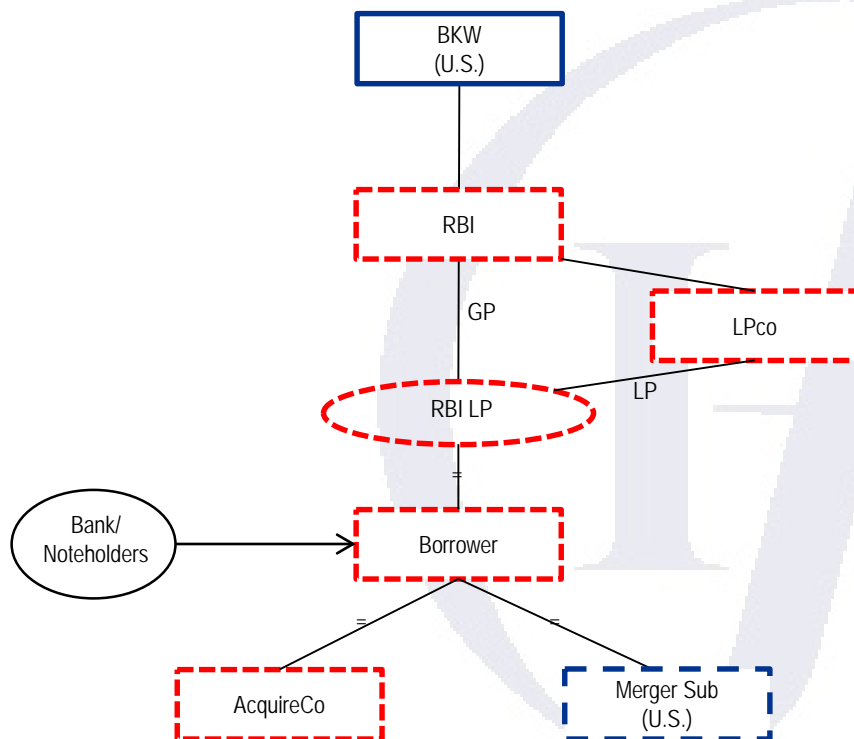 BKW
(U.S.)
RBI
GP
LPco
LP
RBI LP
=
Bank/
Noteholders
Borrower
=
=
AcquireCo
Merger Sub
(U.S.)